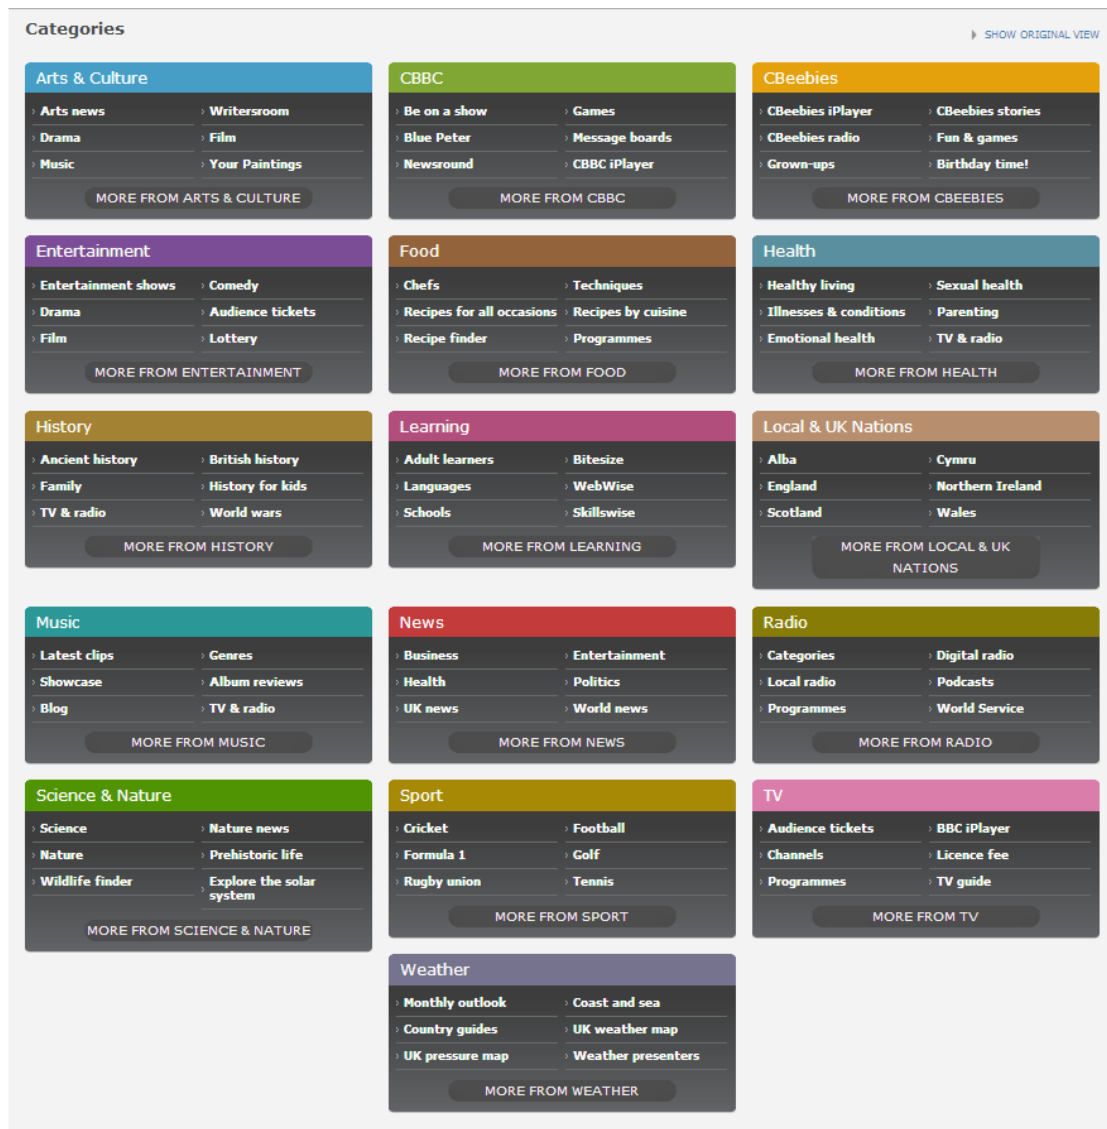 Categories
SHOW ORIGINAL VIEW
Arts & Culture
Arts news
Writersroom
Drama
Film
Music
Your Paintings
MORE FROM ARTS & CULTURE
CBBC
Be on a show
Games
Blue Peter
Message boards
Newsround
CBBC iPlayer
MORE FROM CBBC
CBeebies
CBeebies iPlayer
CBeebies stories
CBeebies radio
Fun & games
Grown-ups
Birthday time!
MORE FROM CBEEBIES
Entertainment
Entertainment shows
Comedy
Drama
Audience tickets
Film
Lottery
MORE FROM ENTERTAINMENT
Food
Chefs
Techniques
Recipes for all occasions
Recipes by cuisine
Recipe finder
Programmes
MORE FROM FOOD
Health
Healthy living
Sexual health
Illnesses & conditions
Parenting
Emotional health
TV & radio
MORE FROM HEALTH
History
Ancient history
British history
Family
History for kids
TV & radio
World wars
MORE FROM HISTORY
Learning
Adult learners
Bitesize
Languages
WebWise
Schools
Skillswise
MORE FROM LEARNING
Local & UK Nations
Alba
Cymru
England
Northern Ireland
Scotland
Wales
MORE FROM LOCAL & UK
NATIONS
Music
Latest clips
Genres
Showcase
Album reviews
Blog
TV & radio
MORE FROM MUSIC
News
Business
Entertainment
Health
Politics
UK news
World news
MORE FROM NEWS
Radio
Categories
Digital radio
Local radio
Podcasts
Programmes
World Service
MORE FROM RADIO
Science & Nature
Science
Nature news
Nature
Prehistoric life
Wildlife finder
Explore the solar
system
MORE FROM SCIENCE & NATURE
Sport
Cricket
Football
Formula 1
Golf
Rugby union
Tennis
MORE FROM SPORT
TV
Audience tickets
BBC iPlayer
Channels
Licence fee
Programmes
TV guide
MORE FROM TV
Weather
Monthly outlook
Coast and sea
Country guides
UK weather map
UK pressure map
Weather presenters
MORE FROM WEATHER